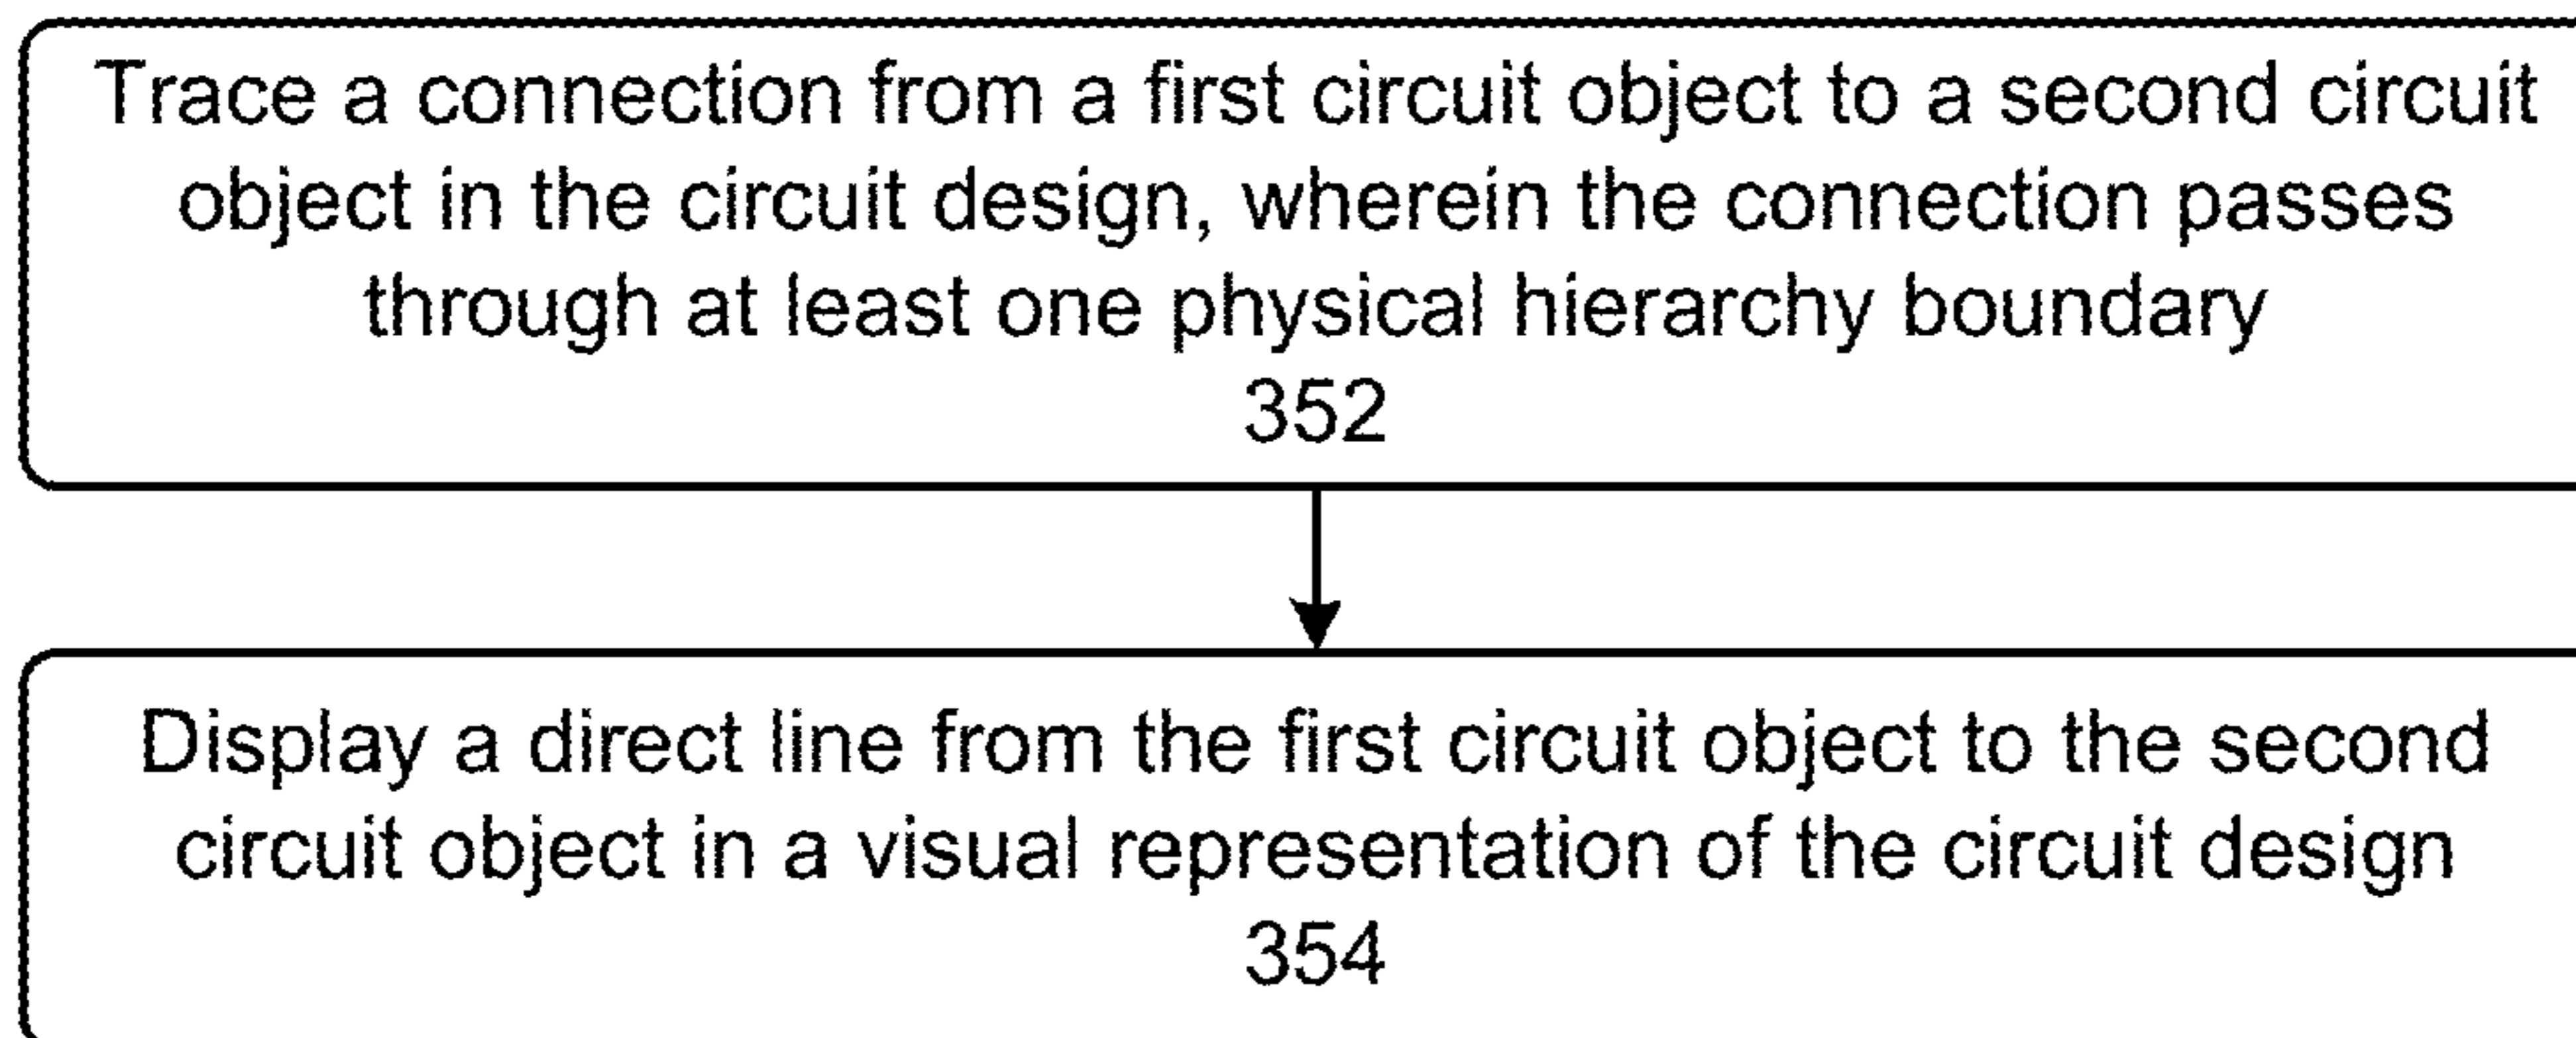 Trace a connection from a first circuit object to a second circuit
object in the circuit design, wherein the connection passes
through at least one physical hierarchy boundary
352
Display a direct line from the first circuit object to the second
circuit object in a visual representation of the circuit design
354